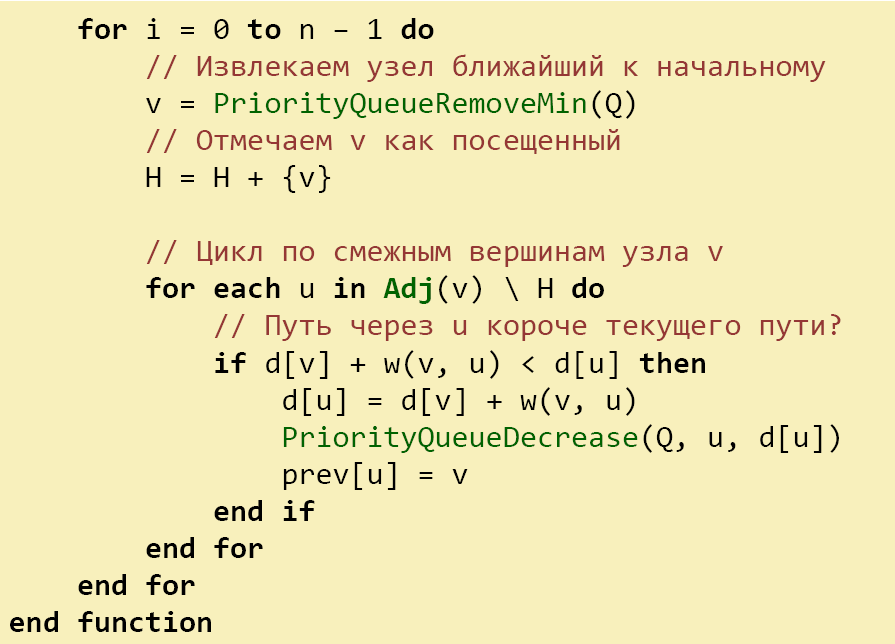 for i = 0 to n – 1 do
// Извлекаем узел ближайший к начальному
v = PriorityQueueRemoveMin(Q)
// Отмечаем v как посещенный
H = H + {v}
// Цикл по смежным вершинам узла v
for each u in Adj(v) \ H do
// Путь через u короче текущего пути?
if d[v] + w(v, u) < d[u] then
d[u] = d[v] + w(v, u)
PriorityQueueDecrease(Q, u, d[u])
prev[u] = v
end if
end for
end for
end function